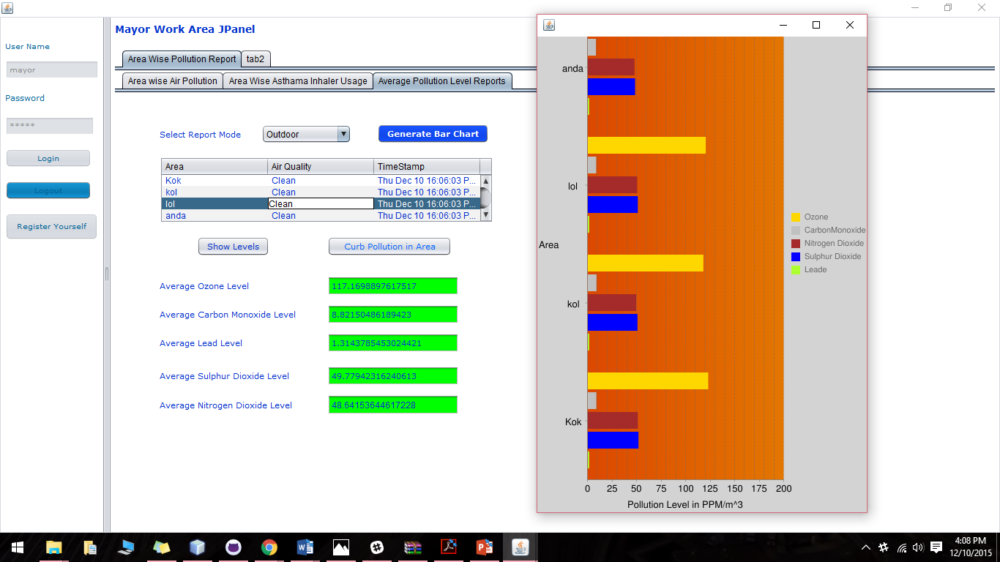 Mayor Work Area JPanel
User Name
mayor
Password
*****
Login
Logout
Register Yourself
Area Wise Pollution Report tab2
Area wise Air Pollution Area Wise Asthama Inhaler Usage Average Pollution Level Reports
Select Report Mode Outdoor Generate Bar Chart
Area Air Quality TimeStamp
Kok Clean Thu Dec 10 16:06:03 P...
kol Clean Thu Dec 10 16:06:03 P...
lol Clean Thu Dec 10 16:06:03 P...
anda Clean Thu Dec 10 16:06:03 P...
Show Levels Curb Pollution in Area
Average Ozone Level 117.1698897617517
Average Carbon Monoxide Level 8.82150486189423
Average Lead Level 1.3143785453024421
Average Sulphur Dioxide Level 49.77942316240613
Average Nitrogen Dioxide Level 48.64153644617228
anda
lol
Area
kol
Kok
0 25 50 75 100 125 150 175 200
Pollution Level in PPM/m^3
Ozone
CarbonMonoxide
Nitrogen Dioxide
Sulphur Dioxide
Leade
4:08 PM
12/10/2015